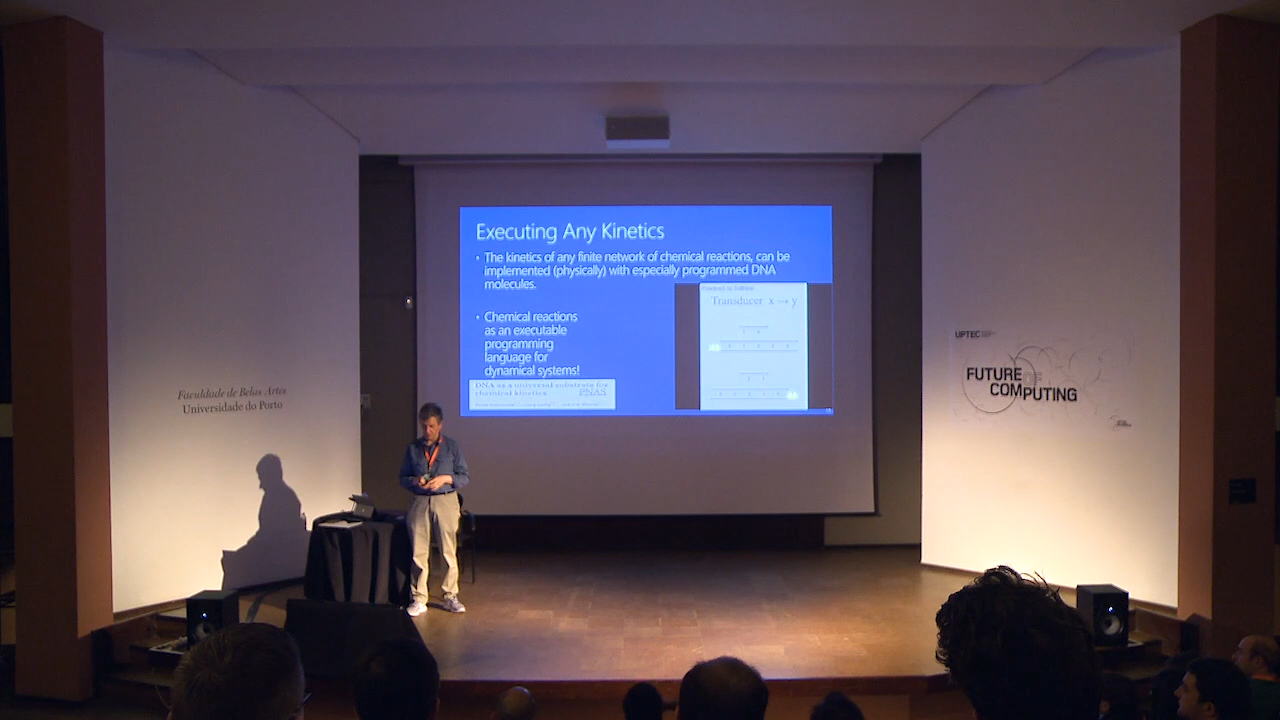 Executing Any Kinetics
• The kinetics of any finite network of chemical reactions, can be
implemented (physically) with especially programmed DNA
molecules.
• Chemical reactions
as an executable
programming
language for
dynamical systems!
DNA as a universal substrate for
chemical kinetics
PNAS
Transducer x → y
Faculdade de Belas Artes
Universidade do Porto
UPTEC
FUTURE OF
COMPUTING